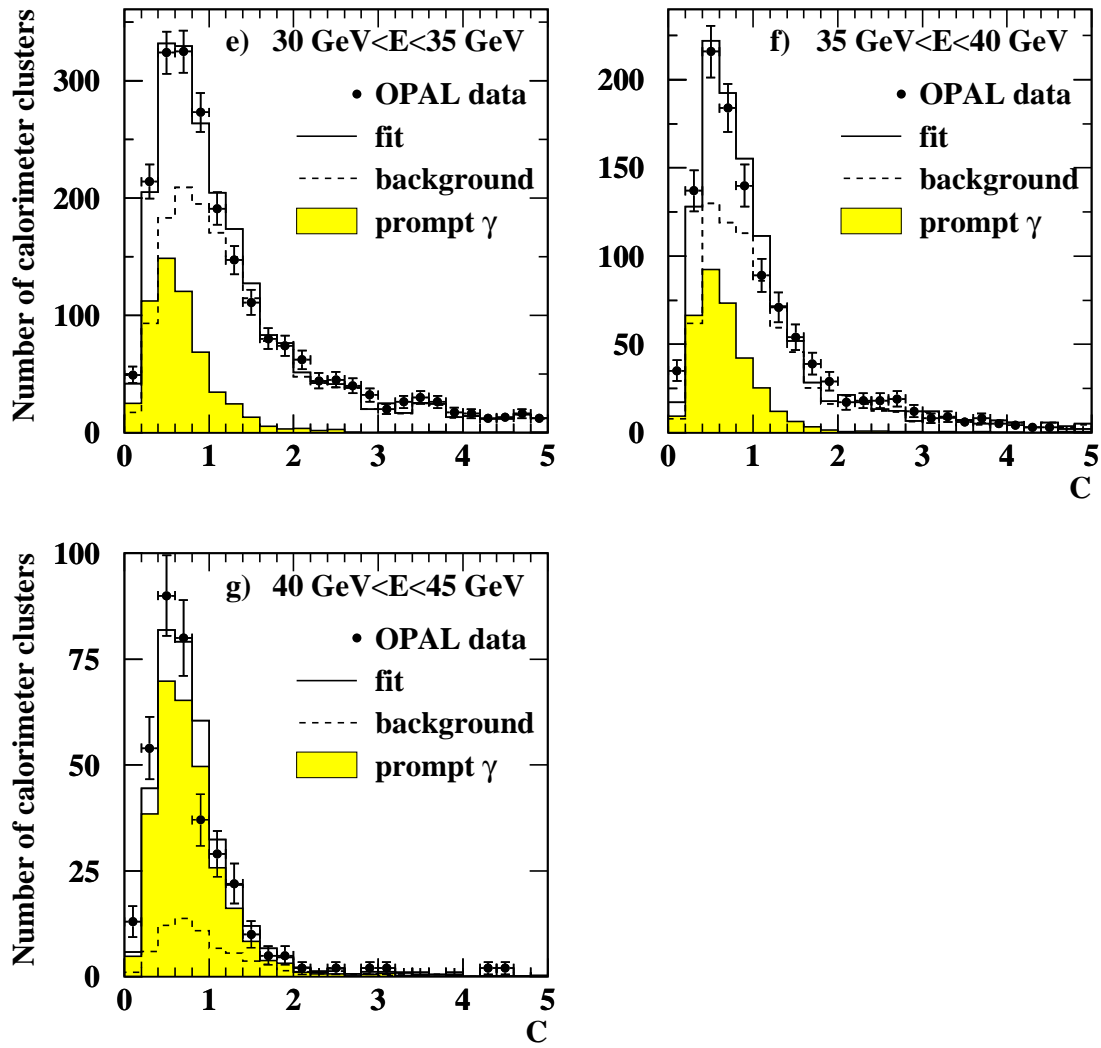 Number of calorimeter clusters
e) 30 GeV<E<35 GeV
OPAL data
fit
background
prompt γ
300
200
100
0
0 1 2 3 4 5
C
f) 35 GeV<E<40 GeV
OPAL data
fit
background
prompt γ
200
150
100
50
0
0 1 2 3 4 5
C
Number of calorimeter clusters
g) 40 GeV<E<45 GeV
OPAL data
fit
background
prompt γ
100
75
50
25
0
0 1 2 3 4 5
C